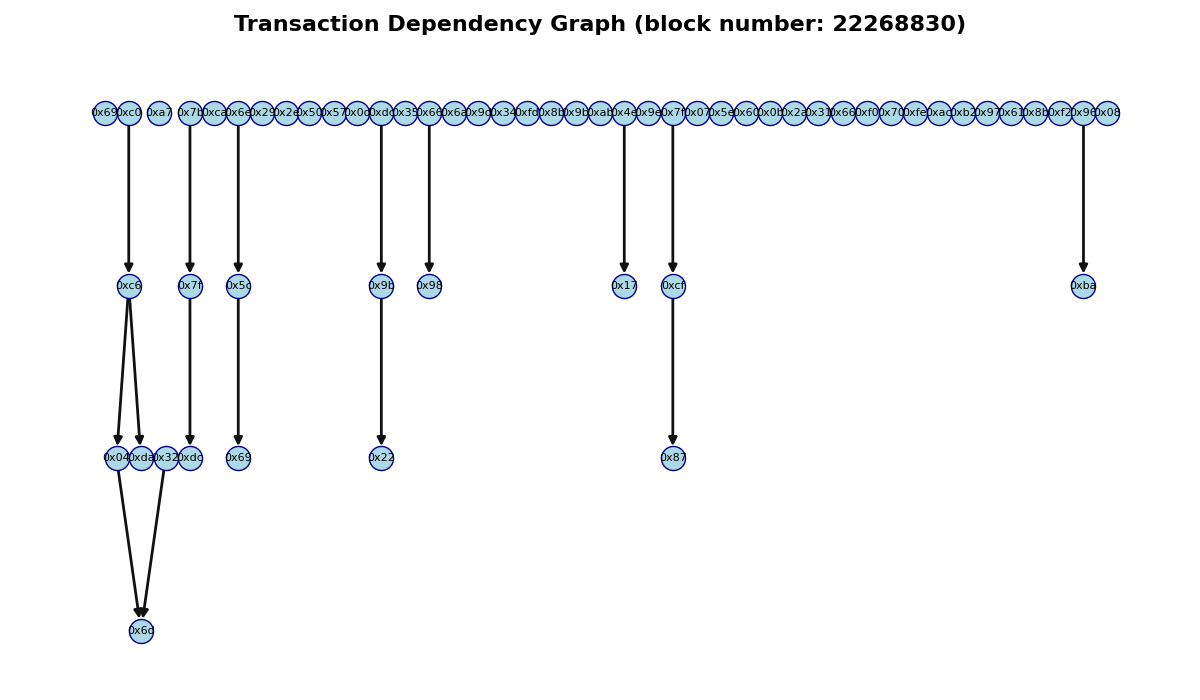 Transaction Dependency Graph (block number: 22268830)
0x69 0xc0 0xa7 0x7b 0xca 0x6e 0x29 0x2e 0x50 0x57 0x0c 0xdc 0x35 0x66 0x6a 0x9c 0x34 0xfd 0x8b 0x9b 0xab 0x4e 0x9e 0x7f 0x07 0x5e 0x60 0x0b 0x2a 0x31 0x66 0xf0 0x70 0xfe 0xac 0xb2 0x97 0x61 0x8b 0xf2 0x96 0x08
0xc6 0x7f 0x5c 0x9b 0x98 0x17 0xcf 0xba
0x04 0xda 0x32 0xdc 0x69 0x22 0x87